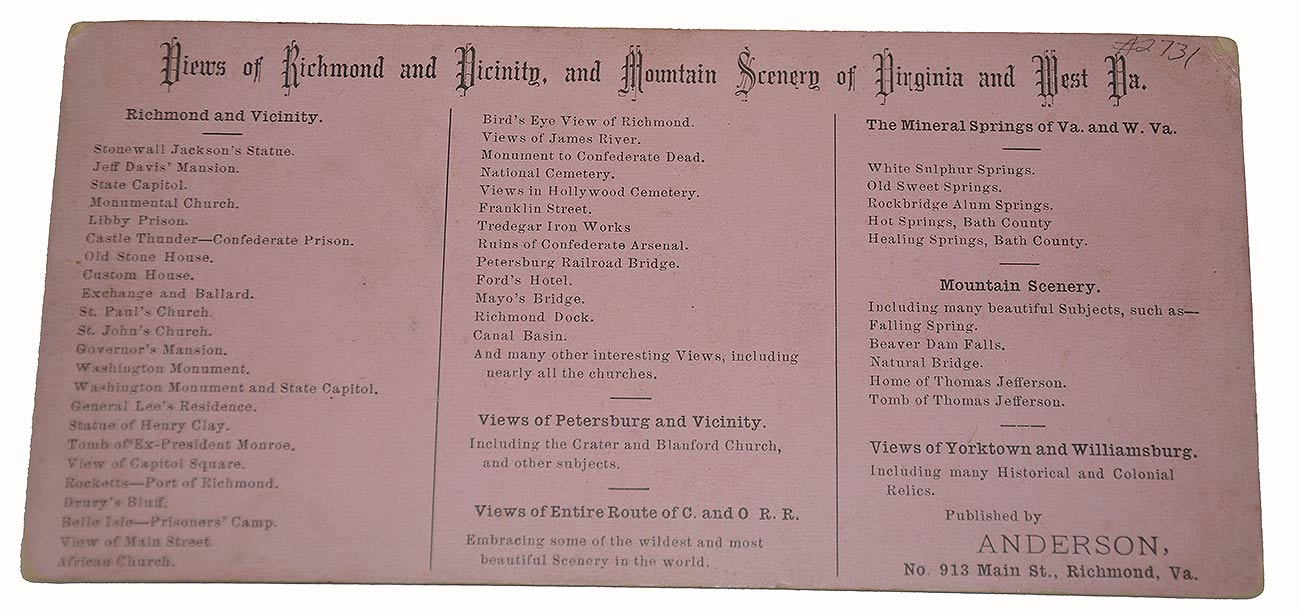 A2731
Views of Richmond and Vicinity, and Mountain Scenery of Virginia and West Va.
Richmond and Vicinity.
Stonewall Jackson's Statue.
Jeff Davis' Mansion.
State Capitol.
Monumental Church.
Libby Prison.
Castle Thunder—Confederate Prison.
Old Stone House.
Custom House.
Exchange and Ballard.
St. Paul's Church.
St. John's Church.
Governor's Mansion.
Washington Monument.
Washington Monument and State Capitol.
General Lee's Residence.
Statue of Henry Clay.
Tomb of Ex-President Monroe.
View of Capitol Square.
Rocketts—Port of Richmond.
Drury's Bluff.
Belle Isle—Prisoners' Camp.
View of Main Street.
African Church.
Bird's Eye View of Richmond.
Views of James River.
Monument to Confederate Dead.
National Cemetery.
Views in Hollywood Cemetery.
Franklin Street.
Tredegar Iron Works
Ruins of Confederate Arsenal.
Petersburg Railroad Bridge.
Ford's Hotel.
Mayo's Bridge.
Richmond Dock.
Canal Basin.
And many other interesting Views, including
nearly all the churches.
Views of Petersburg and Vicinity.
Including the Crater and Blanford Church,
and other subjects.
Views of Entire Route of C. and O R. R.
Embracing some of the wildest and most
beautiful Scenery in the world.
The Mineral Springs of Va. and W. Va.
White Sulphur Springs.
Old Sweet Springs.
Rockbridge Alum Springs.
Hot Springs, Bath County
Healing Springs, Bath County.
Mountain Scenery.
Including many beautiful Subjects, such as—
Falling Spring.
Beaver Dam Falls.
Natural Bridge.
Home of Thomas Jefferson.
Tomb of Thomas Jefferson.
Views of Yorktown and Williamsburg.
Including many Historical and Colonial
Relics.
Published by
ANDERSON,
No. 913 Main St., Richmond, Va.